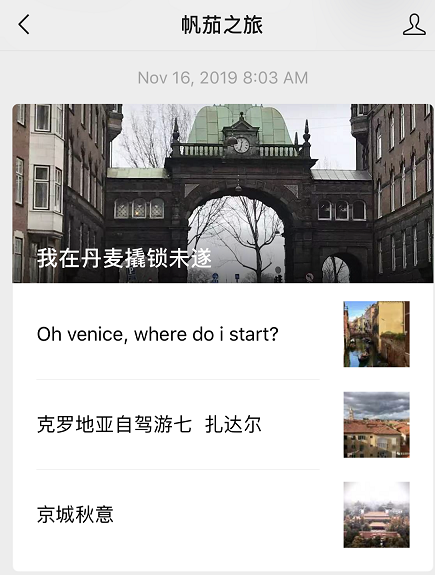 帆茄之旅
Nov 16, 2019 8:03 AM
我在丹麦撬锁未遂
Oh venice, where do i start?
克罗地亚自驾游七 扎达尔
京城秋意